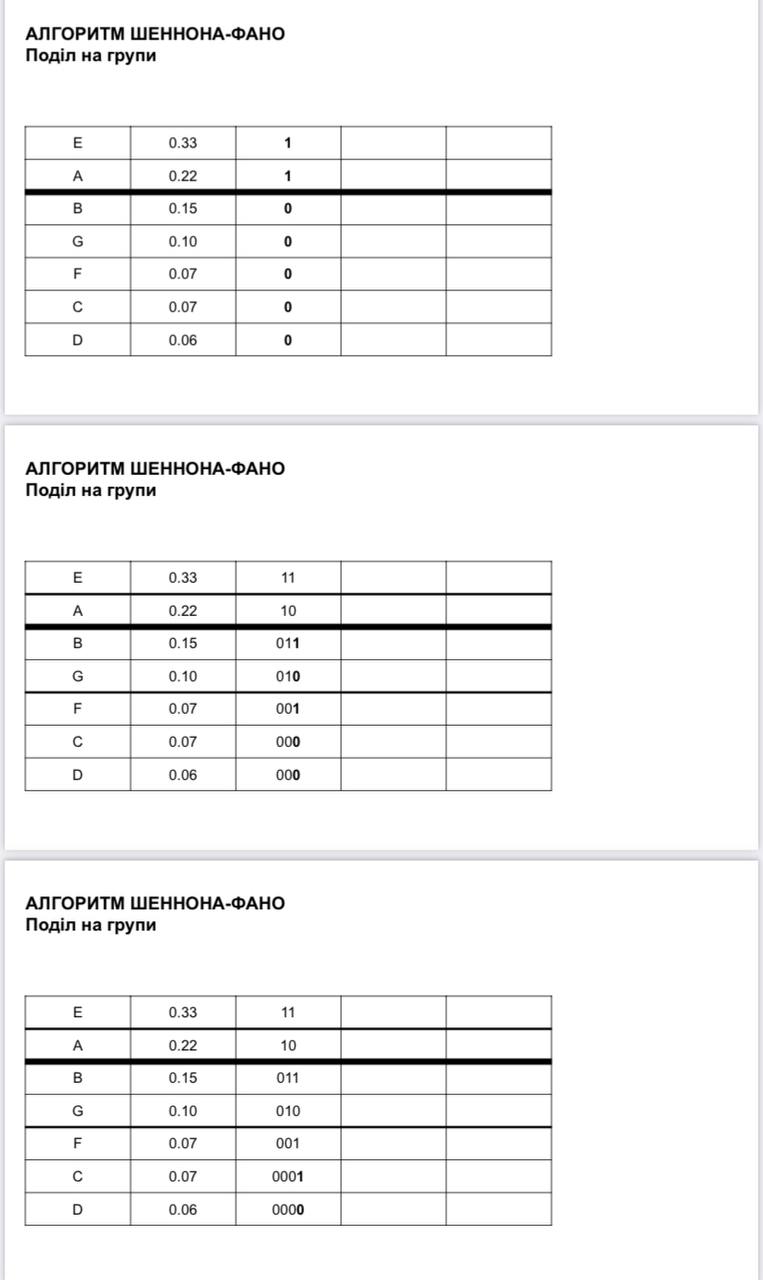 АЛГОРИТМ ШЕННОНА-ФАНО
Поділ на групи
E 0.33 1
A 0.22 1
B 0.15 0
G 0.10 0
F 0.07 0
C 0.07 0
D 0.06 0
АЛГОРИТМ ШЕННОНА-ФАНО
Поділ на групи
E 0.33 11
A 0.22 10
B 0.15 011
G 0.10 010
F 0.07 001
C 0.07 000
D 0.06 000
АЛГОРИТМ ШЕННОНА-ФАНО
Поділ на групи
E 0.33 11
A 0.22 10
B 0.15 011
G 0.10 010
F 0.07 001
C 0.07 0001
D 0.06 0000